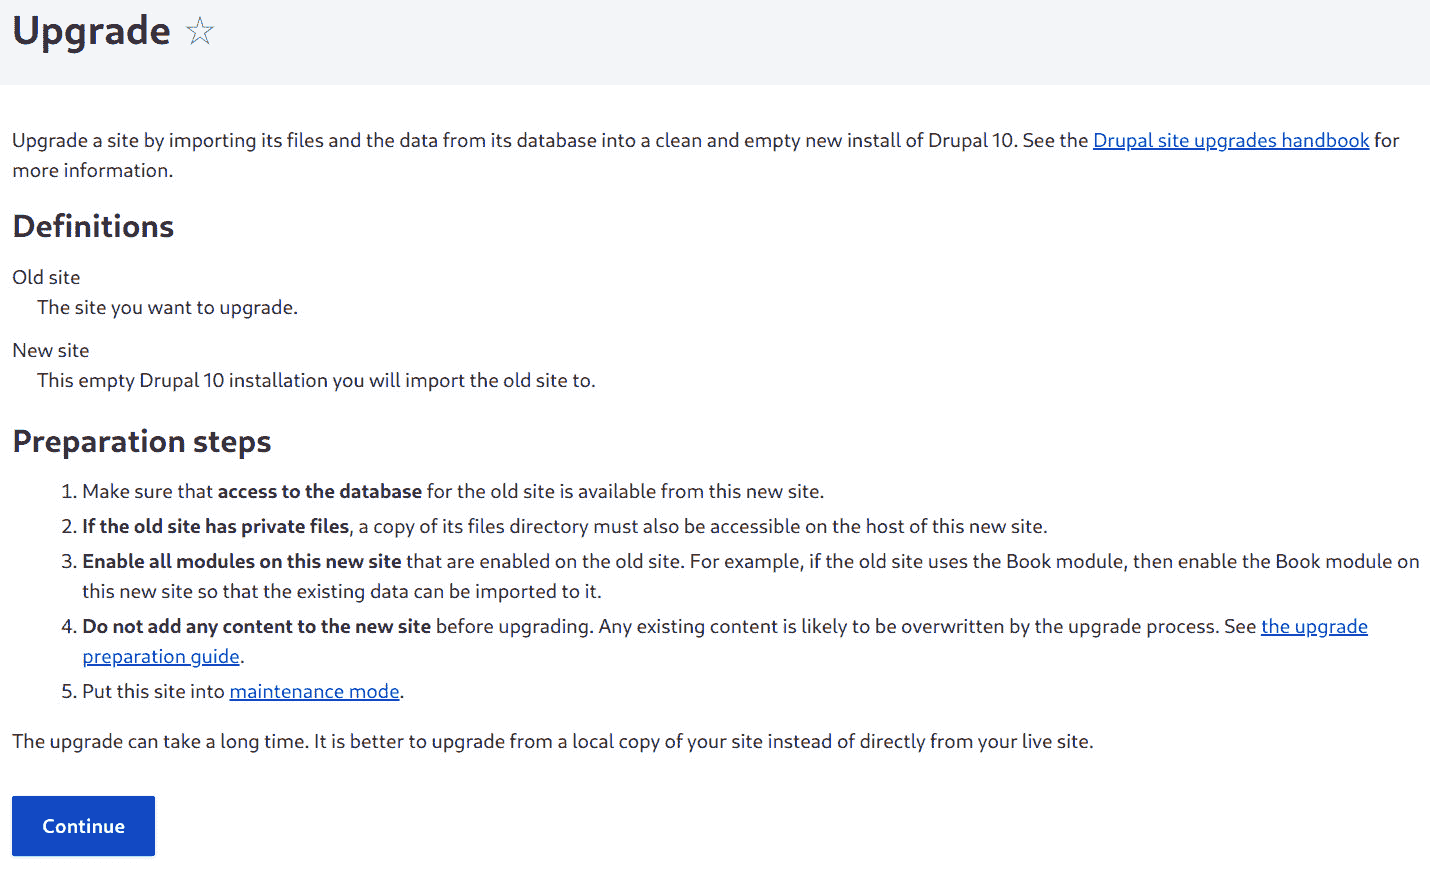 Upgrade
Upgrade a site by importing its files and the data from its database into a clean and empty new install of Drupal 10. See the Drupal site upgrades handbook for
more information.
Definitions
Old site
The site you want to upgrade.
New site
This empty Drupal 10 installation you will import the old site to.
Preparation steps
1. Make sure that access to the database for the old site is available from this new site.
2. If the old site has private files, a copy of its files directory must also be accessible on the host of this new site.
3. Enable all modules on this new site that are enabled on the old site. For example, if the old site uses the Book module, then enable the Book module on
this new site so that the existing data can be imported to it.
4. Do not add any content to the new site before upgrading. Any existing content is likely to be overwritten by the upgrade process. See the upgrade
preparation guide.
5. Put this site into maintenance mode.
The upgrade can take a long time. It is better to upgrade from a local copy of your site instead of directly from your live site.
Continue